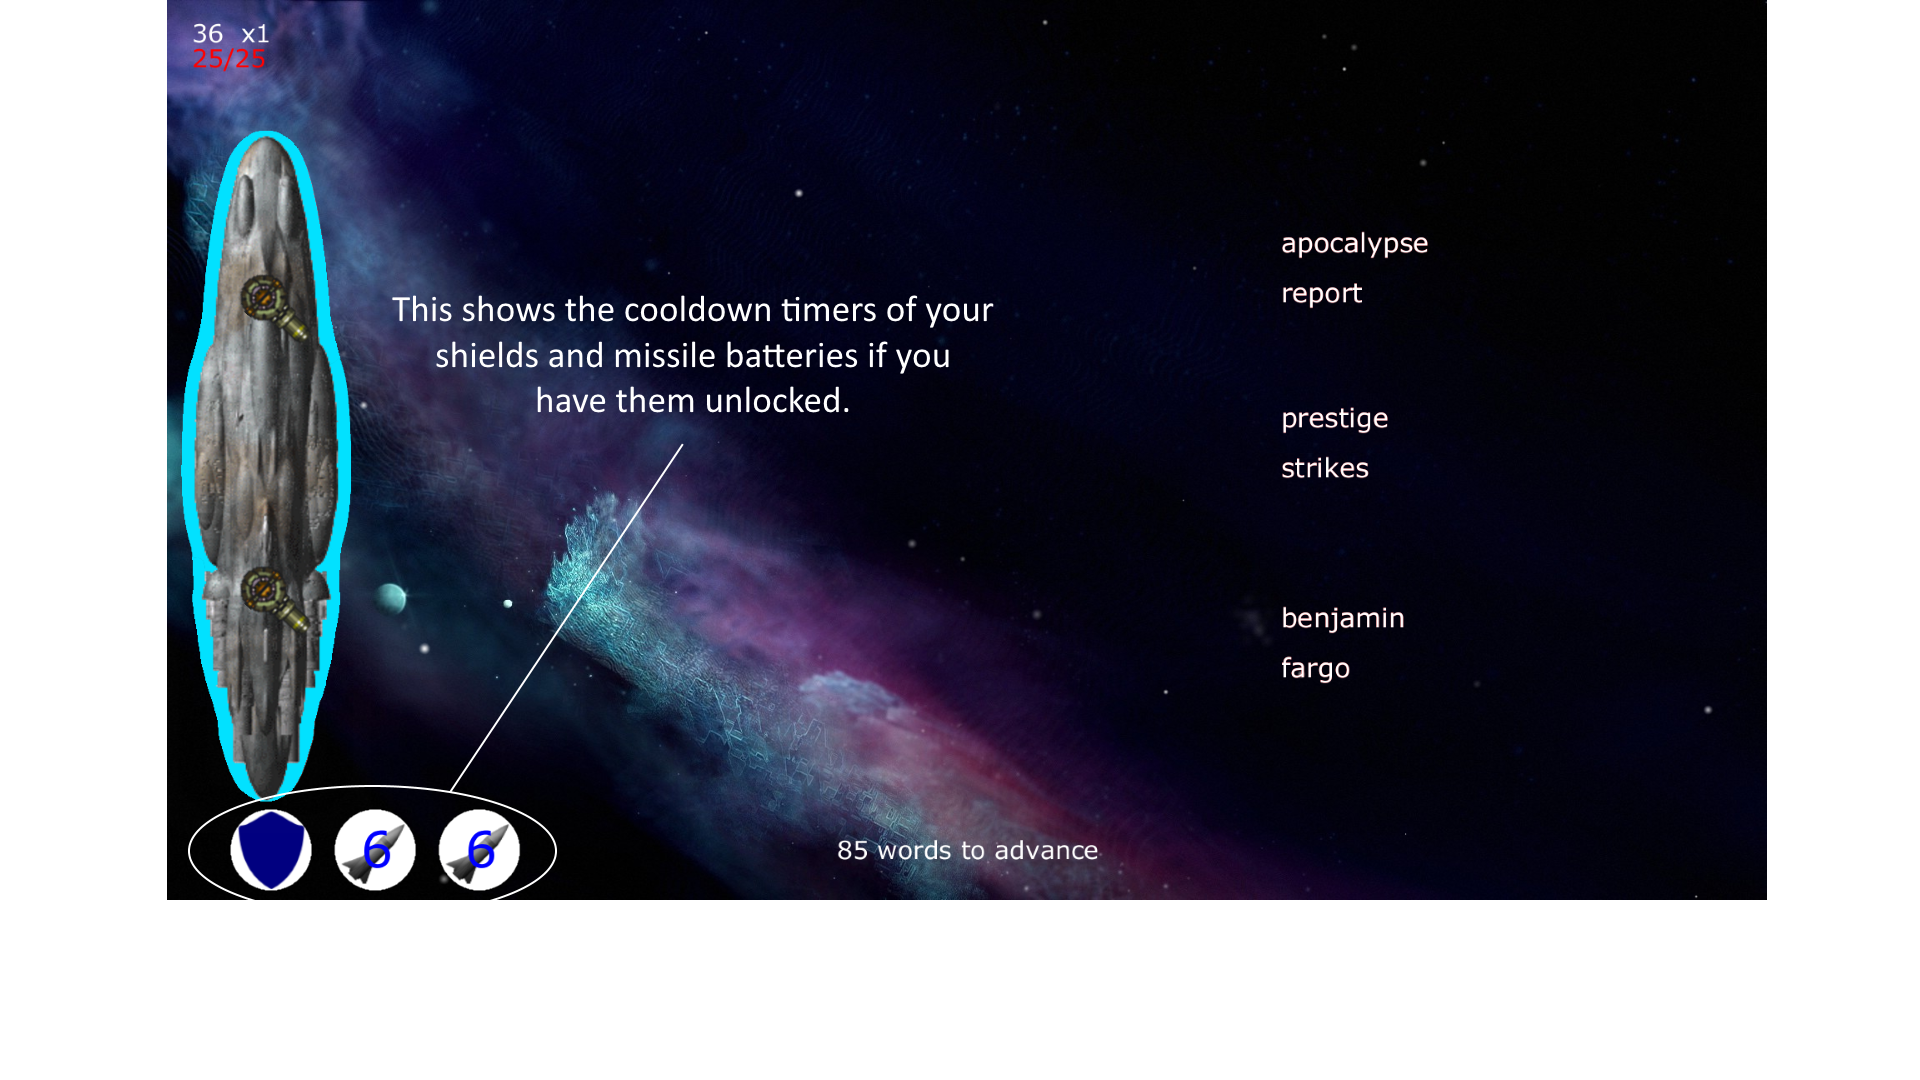 36 x1
25/25
apocalypse
report
This shows the cooldown timers of your
shields and missile batteries if you
have them unlocked.
prestige
strikes
benjamin
fargo
6
6
85 words to advance